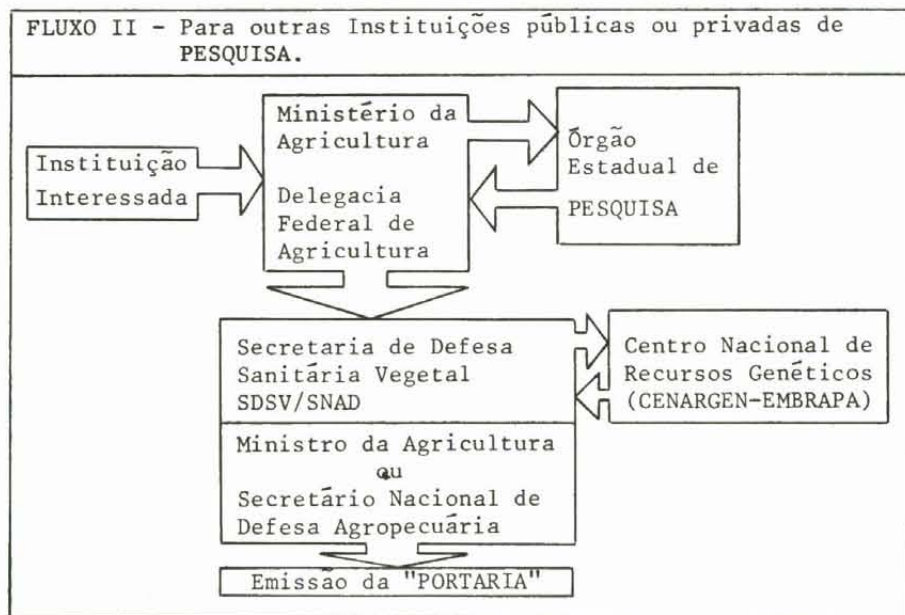 FLUXO II - Para outras Instituições públicas ou privadas de
PESQUISA.
Instituição
Interessada
Ministério da
Agricultura
Delegacia
Federal de
Agricultura
Órgão
Estadual de
PESQUISA
Secretaria de Defesa
Sanitária Vegetal
SDSV/SNAD
Centro Nacional de
Recursos Genéticos
(CENARGEN-EMBRAPA)
Ministro da Agricultura
ou
Secretário Nacional de
Defesa Agropecuária
Emissão da "PORTARIA"